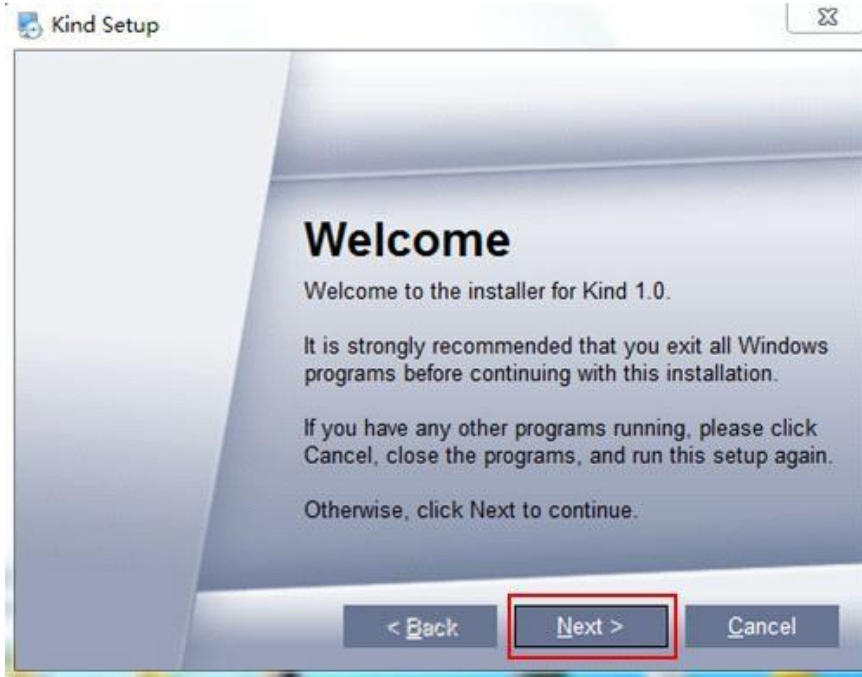 Kind Setup
Welcome
Welcome to the installer for Kind 1.0.
It is strongly recommended that you exit all Windows
programs before continuing with this installation.
If you have any other programs running, please click
Cancel, close the programs, and run this setup again.
Otherwise, click Next to continue.
< Back Next > Cancel